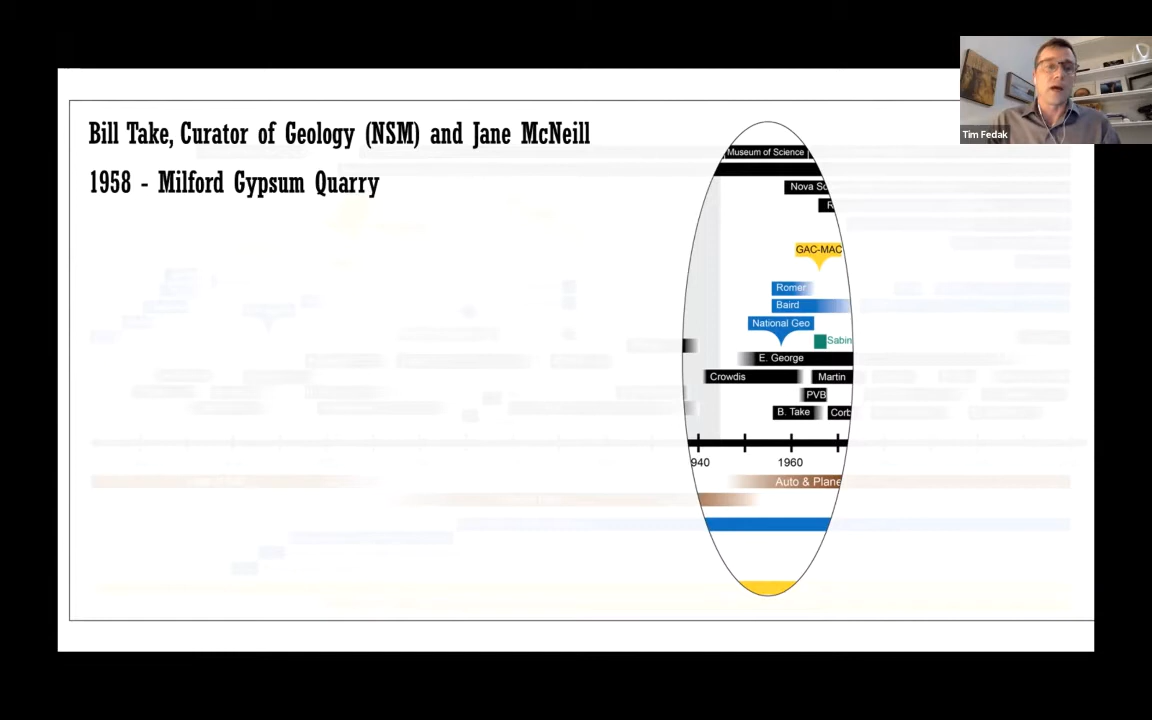 Bill Take, Curator of Geology (NSM) and Jane McNeill
1958 - Milford Gypsum Quarry
Tim Fedak
Museum of Science
Nova Sc
R
GAC-MAC
Romer
Baird
National Geo
Sabin
E. George
Crowdis
Martin
PVB
B. Take
Corb
940
1960
Auto & Plane